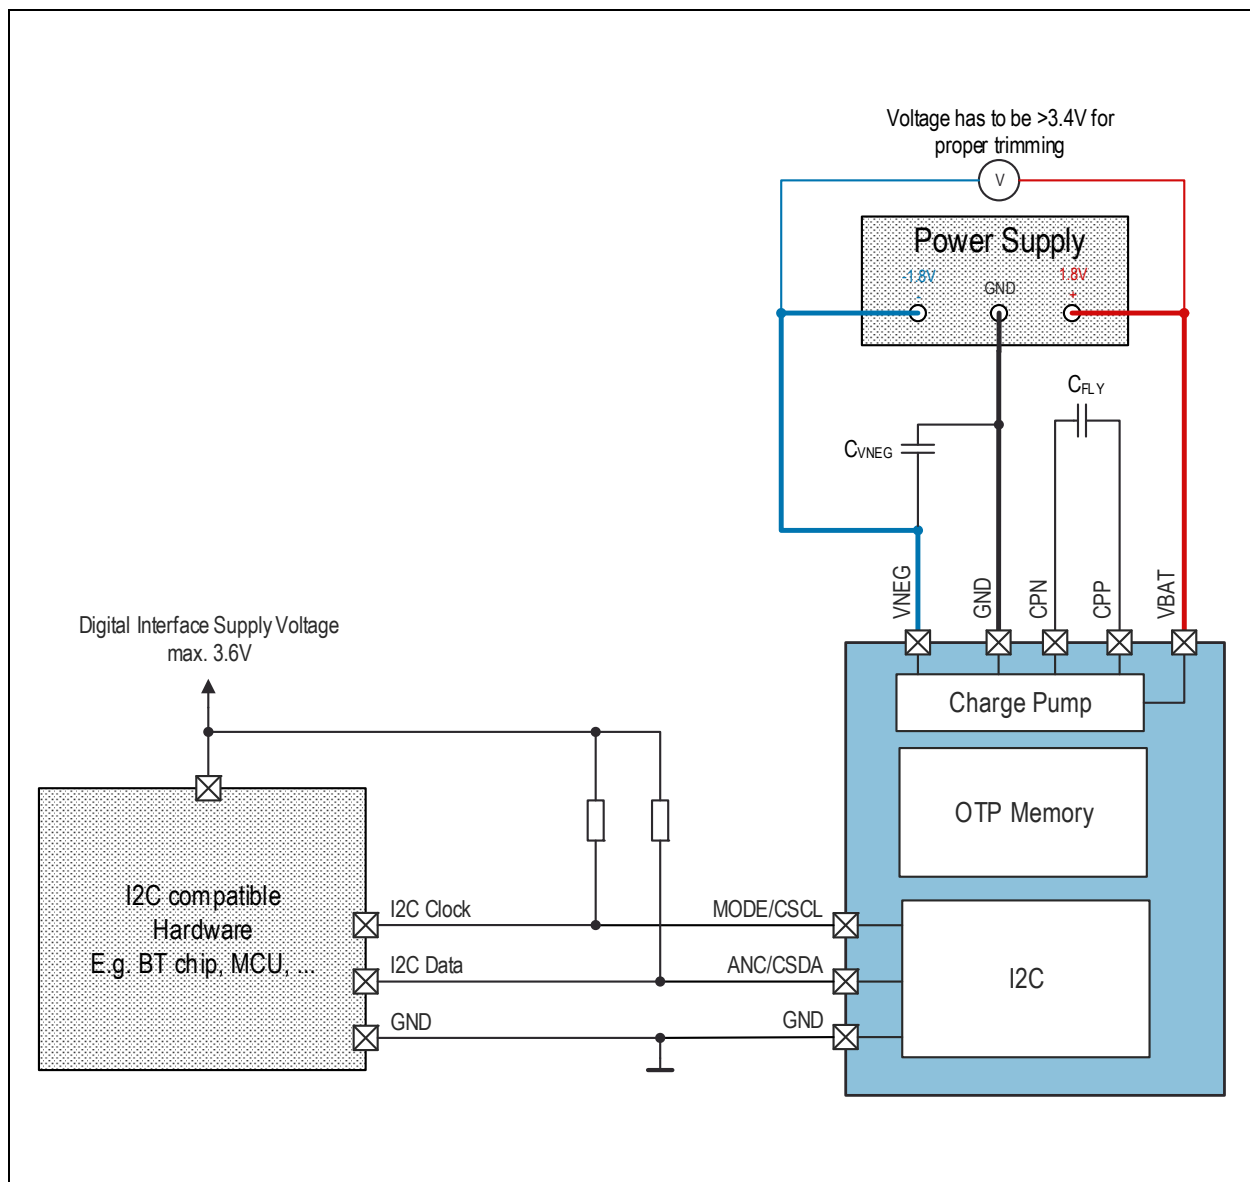 Voltage has to be >3.4V for
proper trimming
V
Power Supply
-1.8V
GND
1.8V
+
CFLY
CVNEG
VNEG
GND
CPN
CPP
VBAT
Digital Interface Supply Voltage
max. 3.6V
Charge Pump
OTP Memory
I2C compatible
Hardware
E.g. BT chip, MCU, ...
I2C Clock
MODE/CSCL
I2C Data
ANC/CSDA
I2C
GND
GND